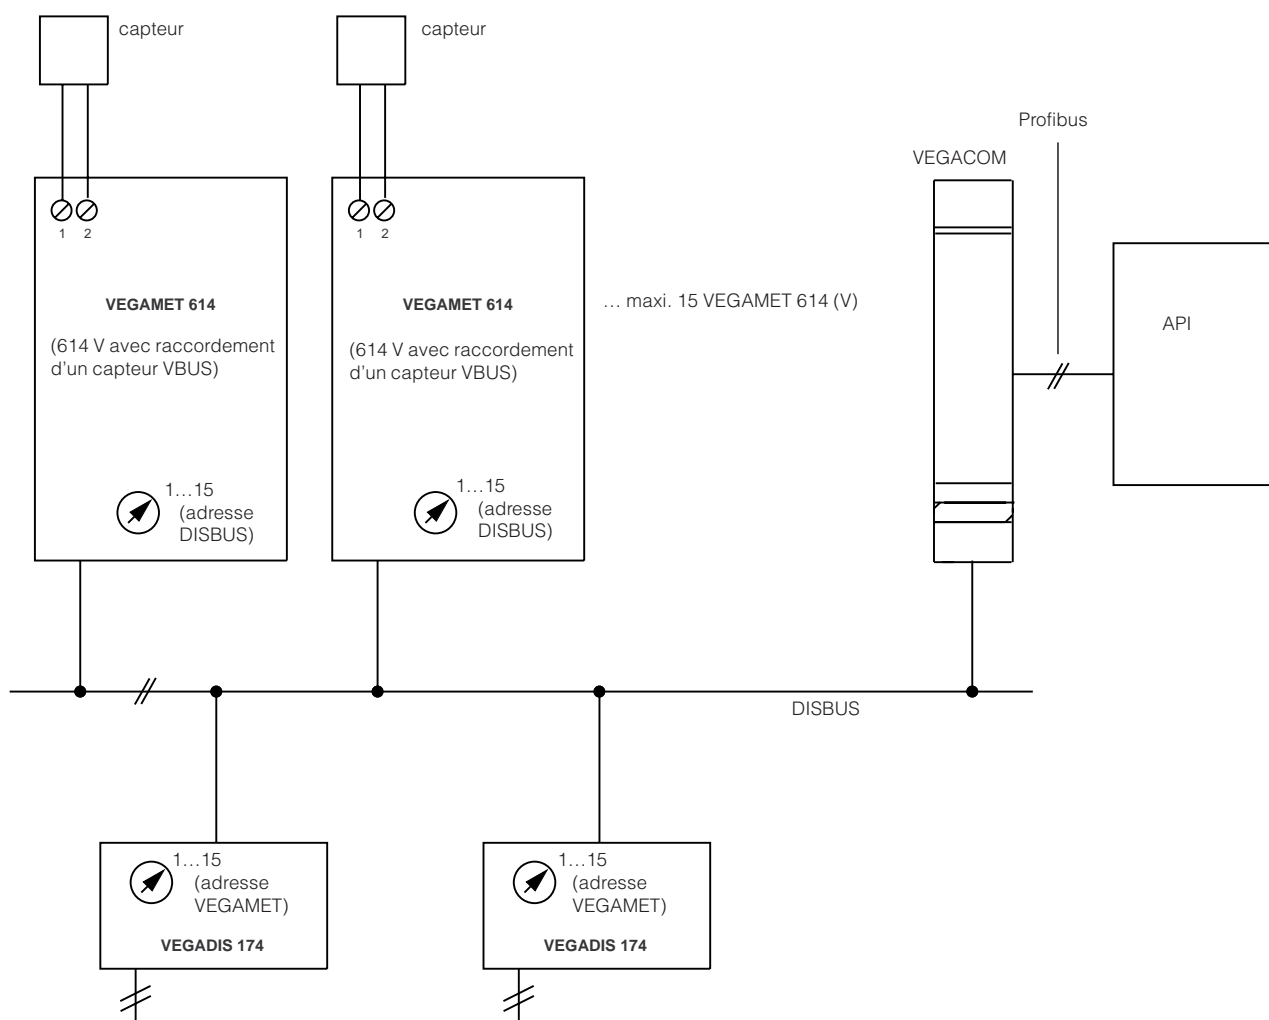 capteur
capteur
Profibus
VEGACOM
1 2
1 2
VEGAMET 614
VEGAMET 614
… maxi. 15 VEGAMET 614 (V)
API
(614 V avec raccordement
d'un capteur VBUS)
(614 V avec raccordement
d'un capteur VBUS)
1…15
(adresse
DISBUS)
1…15
(adresse
DISBUS)
DISBUS
1…15
(adresse
VEGAMET)
VEGADIS 174
1…15
(adresse
VEGAMET)
VEGADIS 174